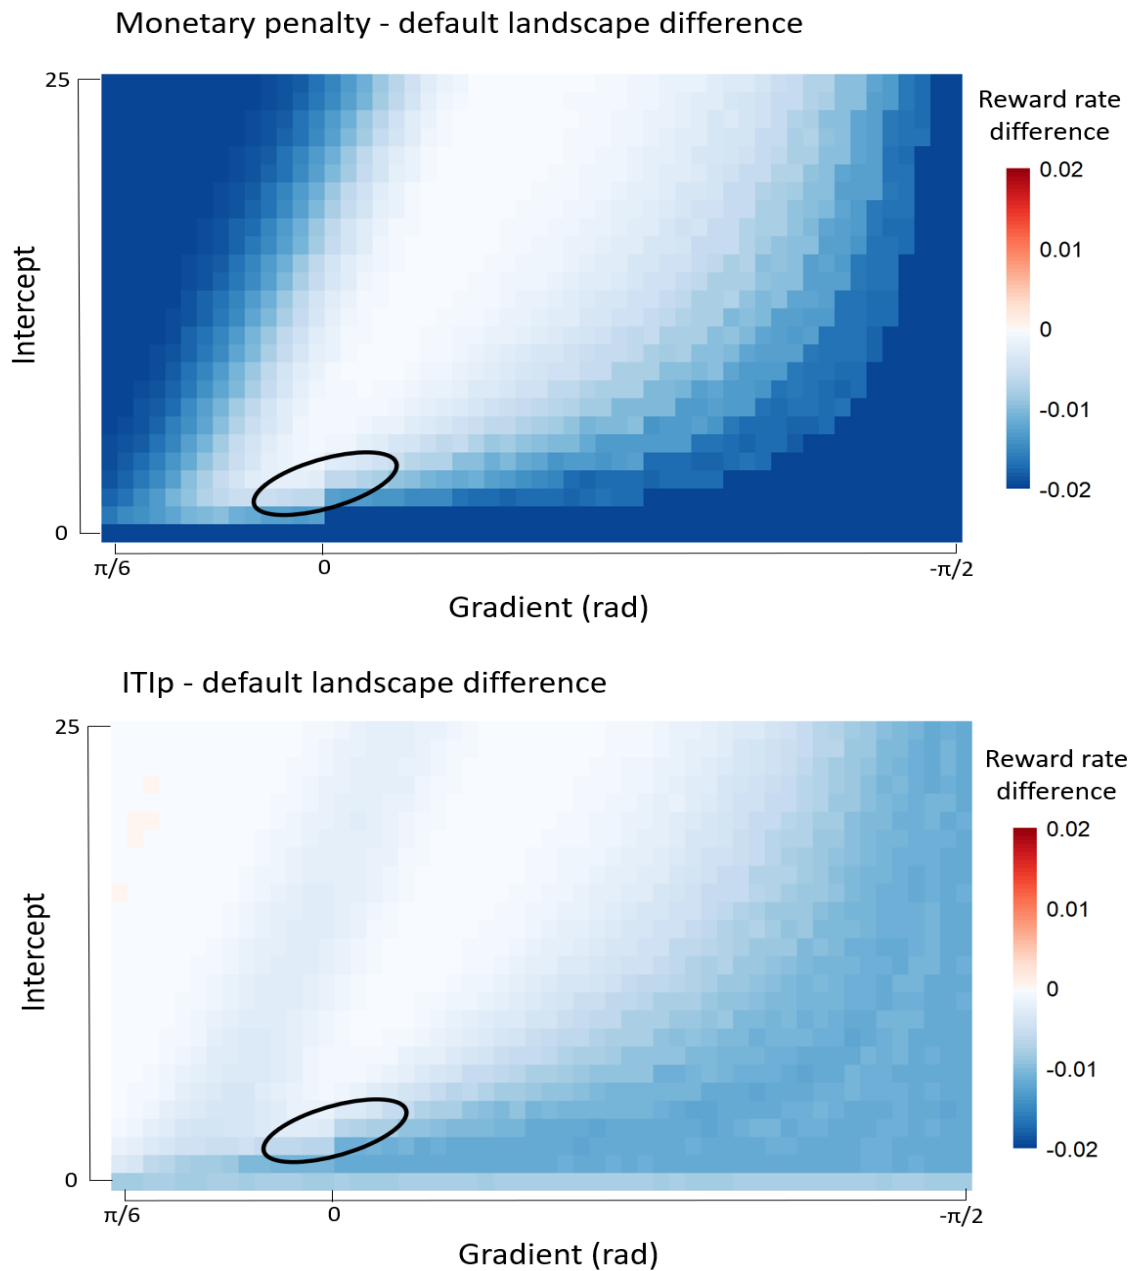 Monetary penalty - default landscape difference
25
Reward rate
difference
0.02
0.01
0
-0.01
-0.02
Intercept
0
π/6
0
-π/2
Gradient (rad)
ITIp - default landscape difference
25
Reward rate
difference
0.02
0.01
0
-0.01
-0.02
Intercept
0
π/6
0
-π/2
Gradient (rad)